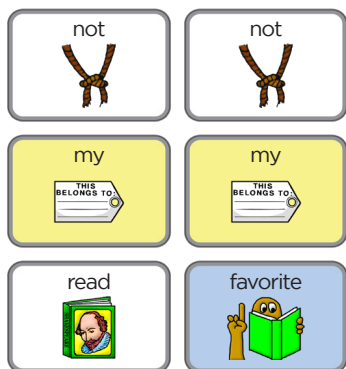 not not
my my
THIS THIS
BELONGS TO: BELONGS TO:
read favorite